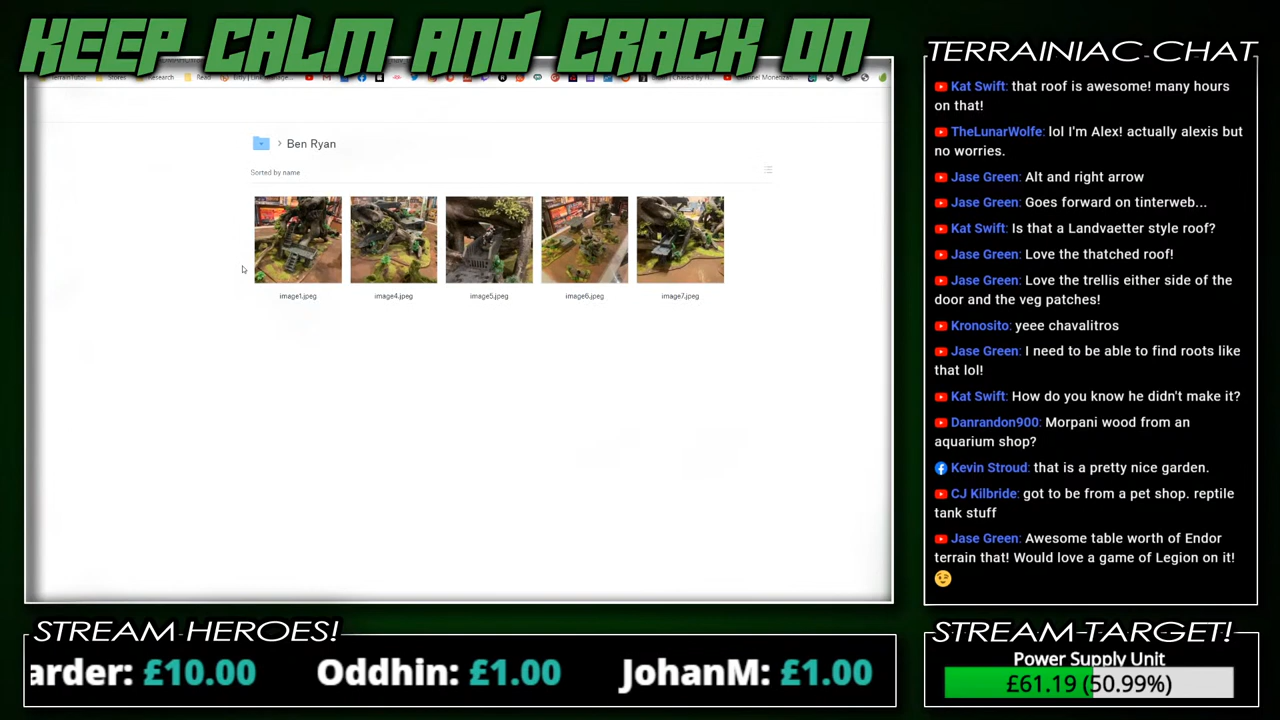 KEEP CALM AND CRACK ON
TerrainTutor Stores Research Read
Channel Monetizati...
Ben Ryan
Sorted by name
image1.jpeg image4.jpeg image5.jpeg image6.jpeg image7.jpeg
TERRAINIAC CHAT
Kat Swift: that roof is awesome! many hours
on that!
TheLunarWolfe: lol I'm Alex! actually alexis but
no worries.
Jase Green: Alt and right arrow
Jase Green: Goes forward on tinterweb...
Kat Swift: Is that a Landvaetter style roof?
Jase Green: Love the thatched roof!
Jase Green: Love the trellis either side of the
door and the veg patches!
Kronosito: yeee chavalitros
Jase Green: I need to be able to find roots like
that lol!
Kat Swift: How do you know he didn't make it?
Danrandon900: Morpani wood from an
aquarium shop?
Kevin Stroud: that is a pretty nice garden.
CJ Kilbride: got to be from a pet shop. reptile
tank stuff
Jase Green: Awesome table worth of Endor
terrain that! Would love a game of Legion on it!
😉
STREAM HEROES!
arder: £10.00 Oddhin: £1.00 JohanM: £1.00
STREAM TARGET!
Power Supply Unit
£61.19 (50.99%)